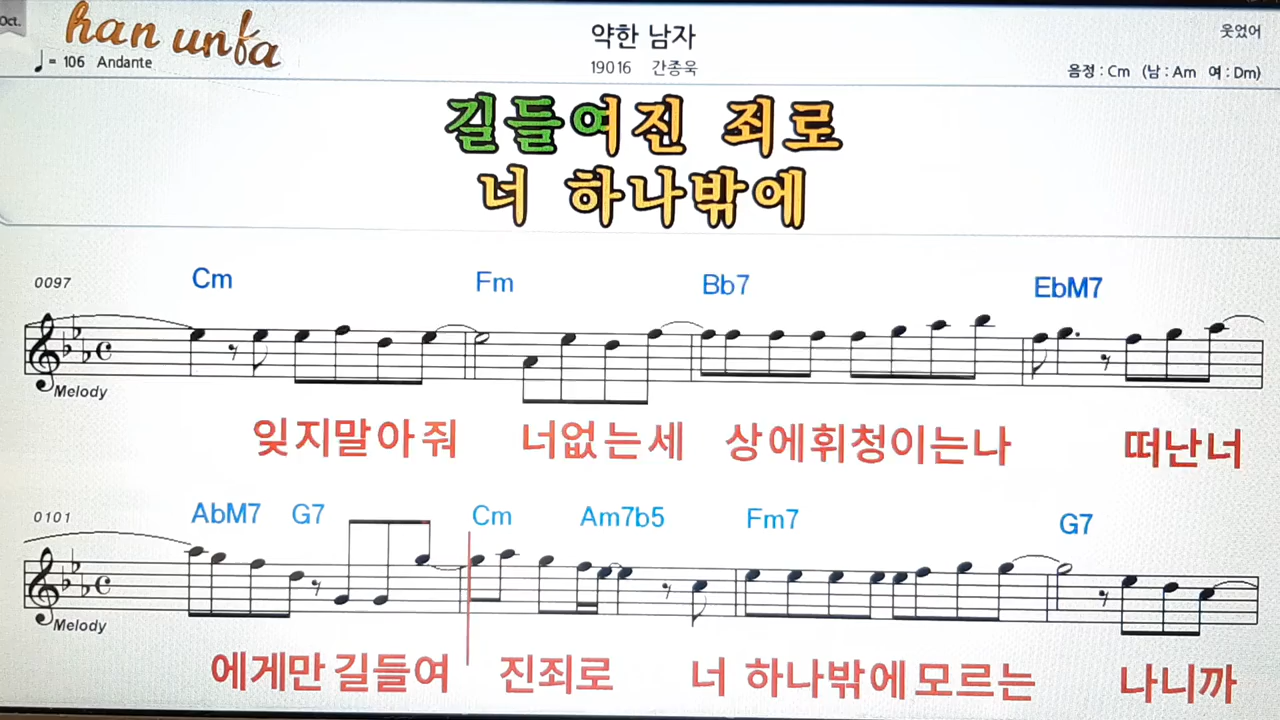 Oct.
han unfa
약한 남자
웃었어
♩= 106 Andante
19016 간종욱
음정 : Cm (남 : Am 여 : Dm)
길들여진 죄로
너 하나밖에
0097 Cm Fm Bb7 EbM7
Melody
잊지말아줘 너없는세 상에휘청이는나 떠난너
0101 AbM7 G7 Cm Am7b5 Fm7 G7
Melody
에게만길들여 진죄로 너 하나밖에모르는 나니까